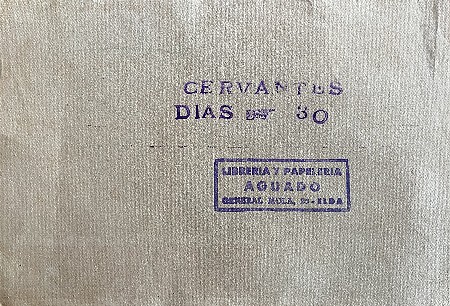 CERVANTES
DIAS 30
LIBRERIA Y PAPELERIA
AGUADO
GENERAL MOLA, - ELDA